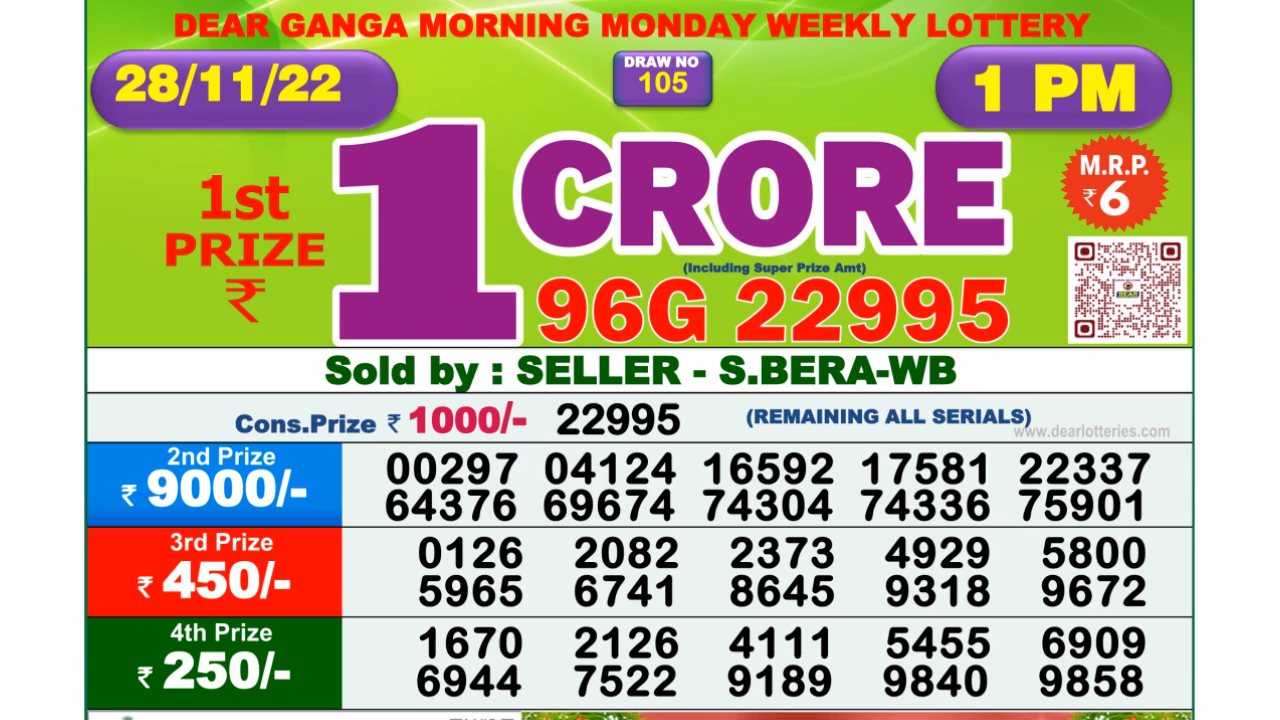 DEAR GANGA MORNING MONDAY WEEKLY LOTTERY
28/11/22
DRAW NO
105
1 PM
1st
PRIZE
₹
1 CRORE
(Including Super Prize Amt)
96G 22995
M.R.P.
₹6
DEAR
Sold by : SELLER - S.BERA-WB
Cons.Prize ₹ 1000/- 22995 (REMAINING ALL SERIALS)
www.dearlotteries.com
2nd Prize
₹ 9000/-
00297 04124 16592 17581 22337
64376 69674 74304 74336 75901
3rd Prize
₹ 450/-
0126 2082 2373 4929 5800
5965 6741 8645 9318 9672
4th Prize
₹ 250/-
1670 2126 4111 5455 6909
6944 7522 9189 9840 9858